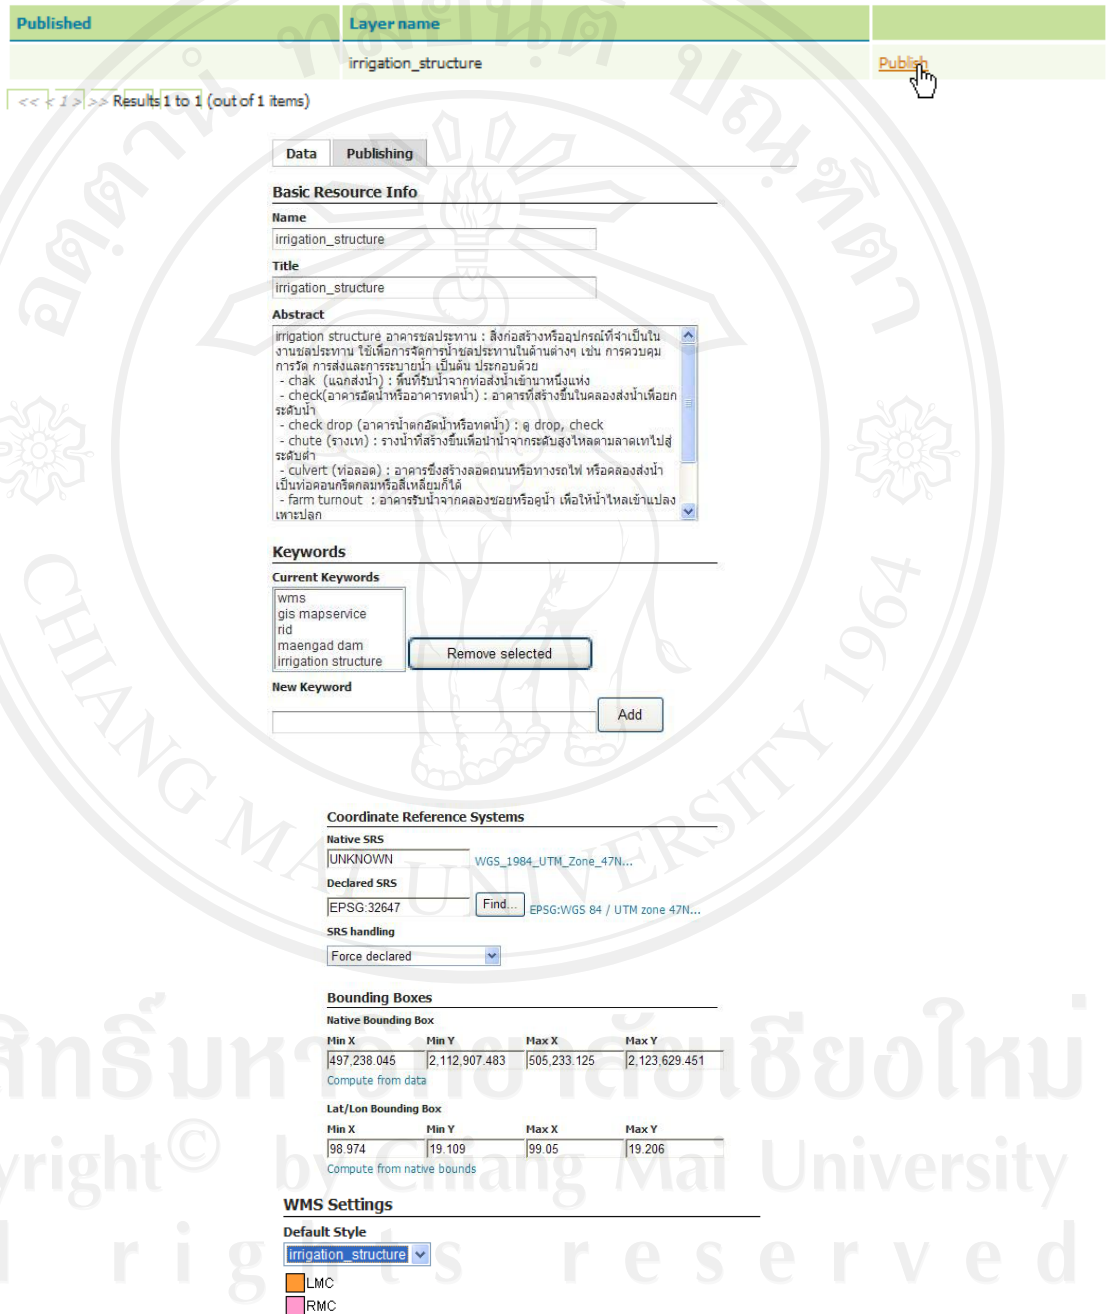 Published Layer name
irrigation_structure Publish
<< < 1 > >> Results 1 to 1 (out of 1 items)
Data Publishing
Basic Resource Info
Name
irrigation_structure
Title
irrigation_structure
Abstract
irrigation structure อาคารชลประทาน : สิ่งก่อสร้างหรืออุปกรณ์ที่จำเป็นใน
งานชลประทาน ใช้เพื่อการจัดการน้ำชลประทานในด้านต่างๆ เช่น การควบคุม
การวัด การส่งและการระบายน้ำ เป็นต้น ประกอบด้วย
- chak (แฉกส่งน้ำ) : พื้นที่รับน้ำจากท่อส่งน้ำเข้านาหนึ่งแห่ง
- check(อาคารอัดน้ำหรืออาคารทดน้ำ) : อาคารที่สร้างขึ้นในคลองส่งน้ำเพื่อยก
ระดับน้ำ
- check drop (อาคารน้ำตกอัดน้ำหรือทดน้ำ) : ดู drop, check
- chute (รางเท) : รางน้ำที่สร้างขึ้นเพื่อนำน้ำจากระดับสูงไหลตามลาดเทไปสู่
ระดับต่ำ
- culvert (ท่อลอด) : อาคารซึ่งสร้างลอดถนนหรือทางรถไฟ หรือคลองส่งน้ำ
เป็นท่อคอนกรีตกลมหรือสี่เหลี่ยมก็ได้
- farm turnout : อาคารรับน้ำจากคลองซอยหรือคูน้ำ เพื่อให้น้ำไหลเข้าแปลง
เพาะปลูก
Keywords
Current Keywords
wms
gis mapservice
rid
maengad dam
irrigation structure
Remove selected
New Keyword
Add
Coordinate Reference Systems
Native SRS
UNKNOWN WGS_1984_UTM_Zone_47N...
Declared SRS
EPSG:32647 Find... EPSG:WGS 84 / UTM zone 47N...
SRS handling
Force declared
Bounding Boxes
Native Bounding Box
Min X Min Y Max X Max Y
497,238.045 2,112,907.483 505,233.125 2,123,629.451
Compute from data
Lat/Lon Bounding Box
Min X Min Y Max X Max Y
98.974 19.109 99.05 19.206
Compute from native bounds
WMS Settings
Default Style
irrigation_structure
LMC
RMC
CHIANG MAI UNIVERSITY 1964
by Chiang Mai University
rights reserved